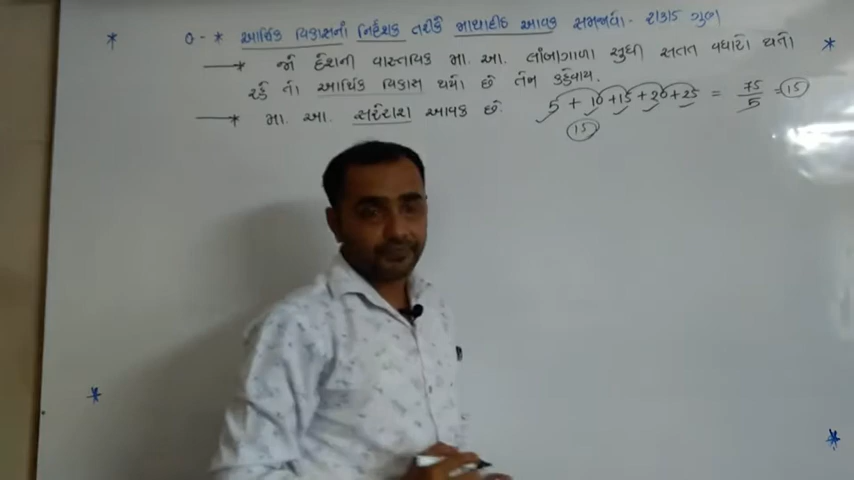 0 - * આર્થિક વિકાસનાં નિર્દેશક તરીકે માથાદીઠ આવક સમજાવો -
→* જો દેશની વાસ્તવિક મા. આ. લાંબાગાળા સુધી સતત વધારો થતો
રહે તો આર્થિક વિકાસ થયો છે તેમ કહેવાય.
→* મા. આ. સરેરાશ આવક છે. 5 + 10 + 15 + 20 + 25 = 75/5 = 15
15